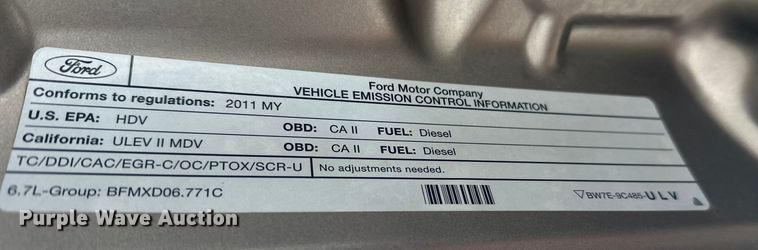 Ford
Ford Motor Company
VEHICLE EMISSION CONTROL INFORMATION
Conforms to regulations: 2011 MY
U.S. EPA: HDV OBD: CA II FUEL: Diesel
California: ULEV II MDV OBD: CA II FUEL: Diesel
TC/DDI/CAC/EGR-C/OC/PTOX/SCR-U No adjustments needed.
6.7L-Group: BFMXD06.771C
BW7E-9C485-ULV
Purple Wave Auction